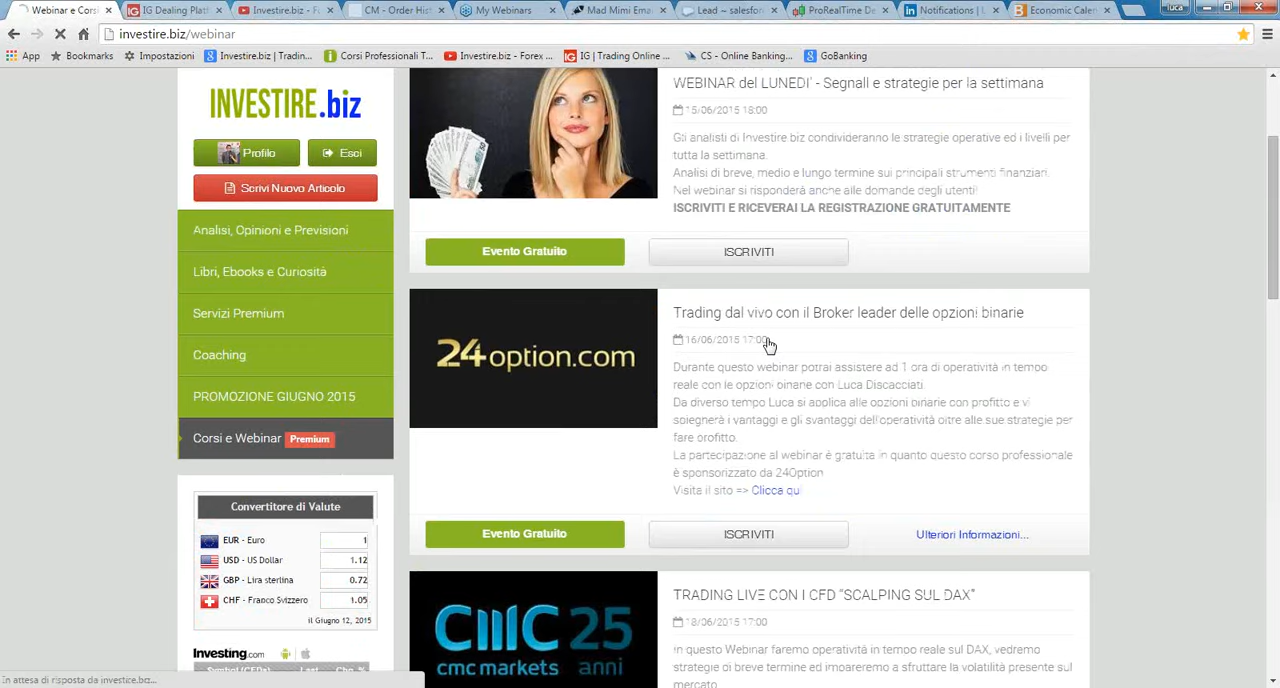 Webinar e Corsi
IG Dealing Platf
Investire.biz - F
CM - Order Hist
My Webinars
Mad Mimi Ema
Lead ~ salesfor
ProRealTime De
Notifications | L
Economic Calen
luca
investire.biz/webinar
App
Bookmarks
Impostazioni
Investire.biz | Tradin...
Corsi Professionali T...
Investire.biz - Forex ...
IG | Trading Online ...
CS - Online Banking...
GoBanking
INVESTIRE.biz
Profilo
Esci
Scrivi Nuovo Articolo
Analisi, Opinioni e Previsioni
Libri, Ebooks e Curiosità
Servizi Premium
Coaching
PROMOZIONE GIUGNO 2015
Corsi e Webinar Premium
Convertitore di Valute
EUR - Euro 1
USD - US Dollar 1.12
GBP - Lira sterlina 0.72
CHF - Franco Svizzero 1.05
il Giugno 12, 2015
Investing.com
Symbol (CFDs) Last Chg. %
In attesa di risposta da investire.biz...
WEBINAR del LUNEDI' - Segnali e strategie per la settimana
15/06/2015 18:00
Gli analisti di Investire biz condivideranno le strategie operative ed i livelli per
tutta la settimana.
Analisi di breve, medio e lungo termine sui principali strumenti finanziari.
Nel webinar si risponderà anche alle domande degli utenti!
ISCRIVITI E RICEVERAI LA REGISTRAZIONE GRATUITAMENTE
Evento Gratuito
ISCRIVITI
24option.com
Trading dal vivo con il Broker leader delle opzioni binarie
16/06/2015 17:00
Durante questo webinar potrai assistere ad 1 ora di operatività in tempo
reale con le opzioni binarie con Luca Discacciati.
Da diverso tempo Luca si applica alle opzioni binarie con profitto e vi
spiegherà i vantaggi e gli svantaggi dell'operatività oltre alle sue strategie per
fare profitto.
La partecipazione al webinar è gratuita in quanto questo corso professionale
è sponsorizzato da 24Option
Visita il sito => Clicca qui
Evento Gratuito
ISCRIVITI
Ulteriori Informazioni...
cmc 25
cmc markets anni
TRADING LIVE CON I CFD "SCALPING SUL DAX"
18/06/2015 17:00
In questo Webinar faremo operatività in tempo reale sul DAX, vedremo
strategie di breve termine ed impareremo a sfruttare la volatilità presente sul
mercato